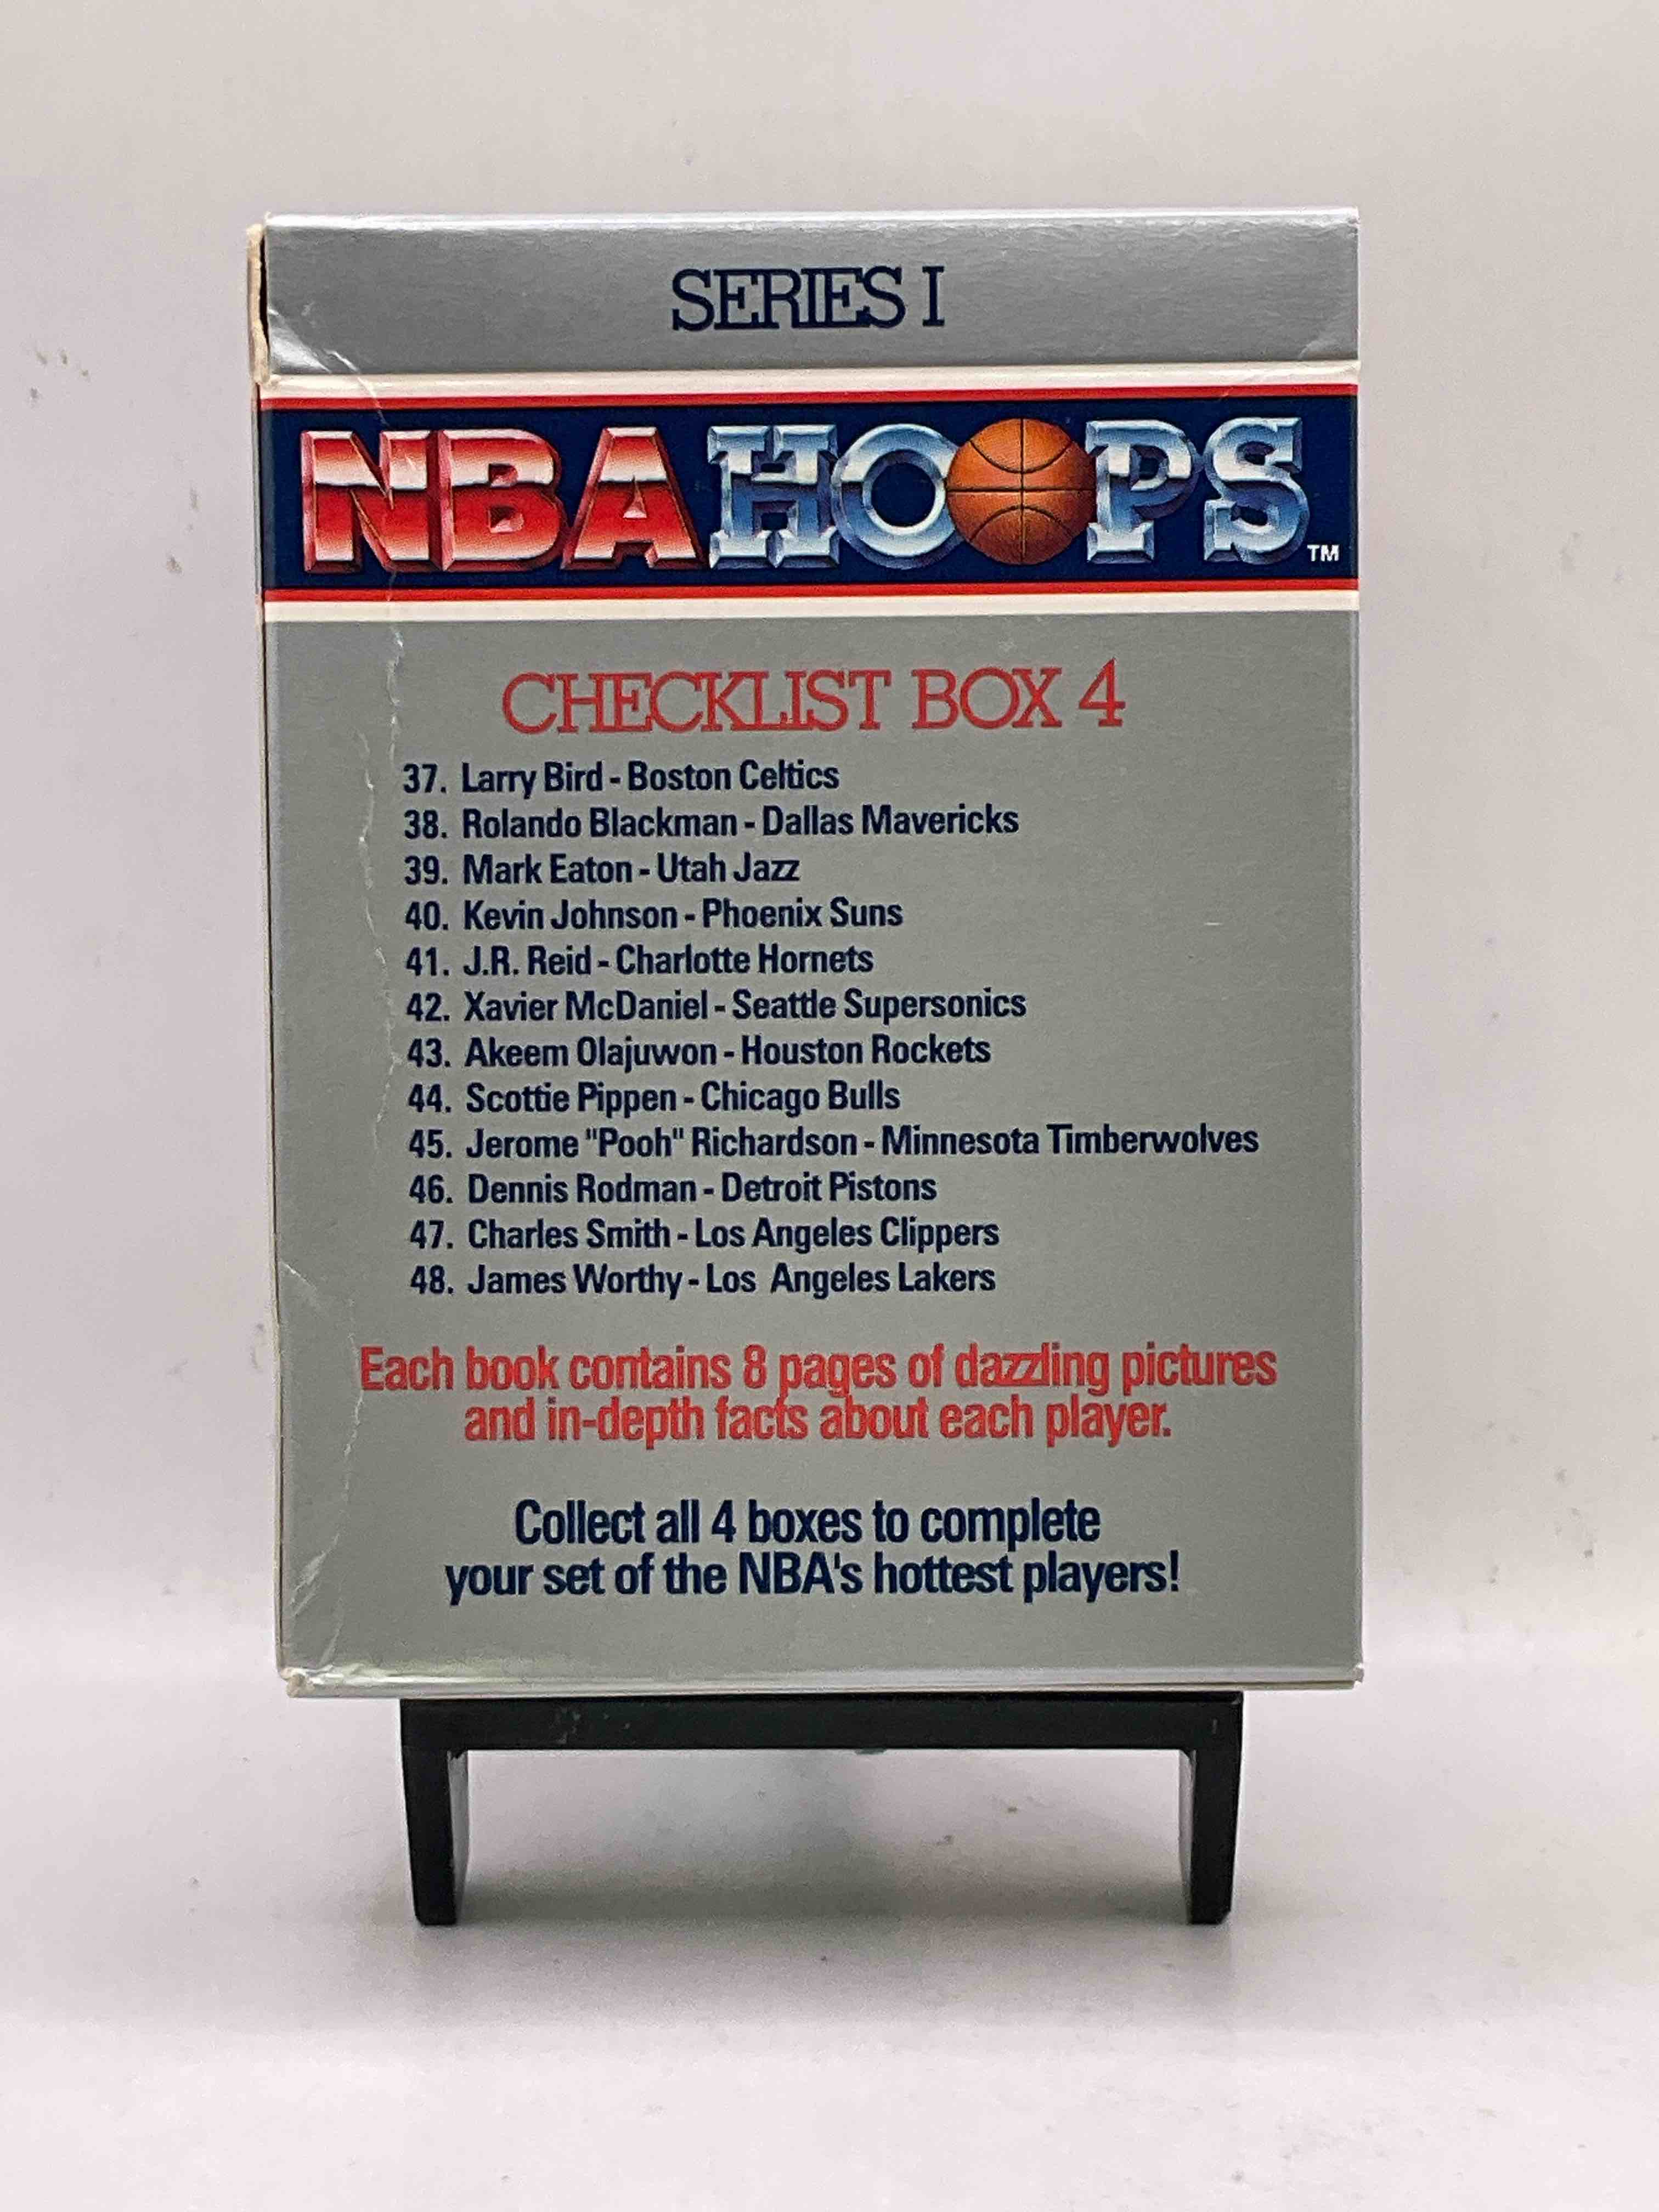 SERIES I
NBA HOOPS TM
CHECKLIST BOX 4
37. Larry Bird - Boston Celtics
38. Rolando Blackman - Dallas Mavericks
39. Mark Eaton - Utah Jazz
40. Kevin Johnson - Phoenix Suns
41. J.R. Reid - Charlotte Hornets
42. Xavier McDaniel - Seattle Supersonics
43. Akeem Olajuwon - Houston Rockets
44. Scottie Pippen - Chicago Bulls
45. Jerome "Pooh" Richardson - Minnesota Timberwolves
46. Dennis Rodman - Detroit Pistons
47. Charles Smith - Los Angeles Clippers
48. James Worthy - Los Angeles Lakers
Each book contains 8 pages of dazzling pictures
and in-depth facts about each player.
Collect all 4 boxes to complete
your set of the NBA's hottest players!